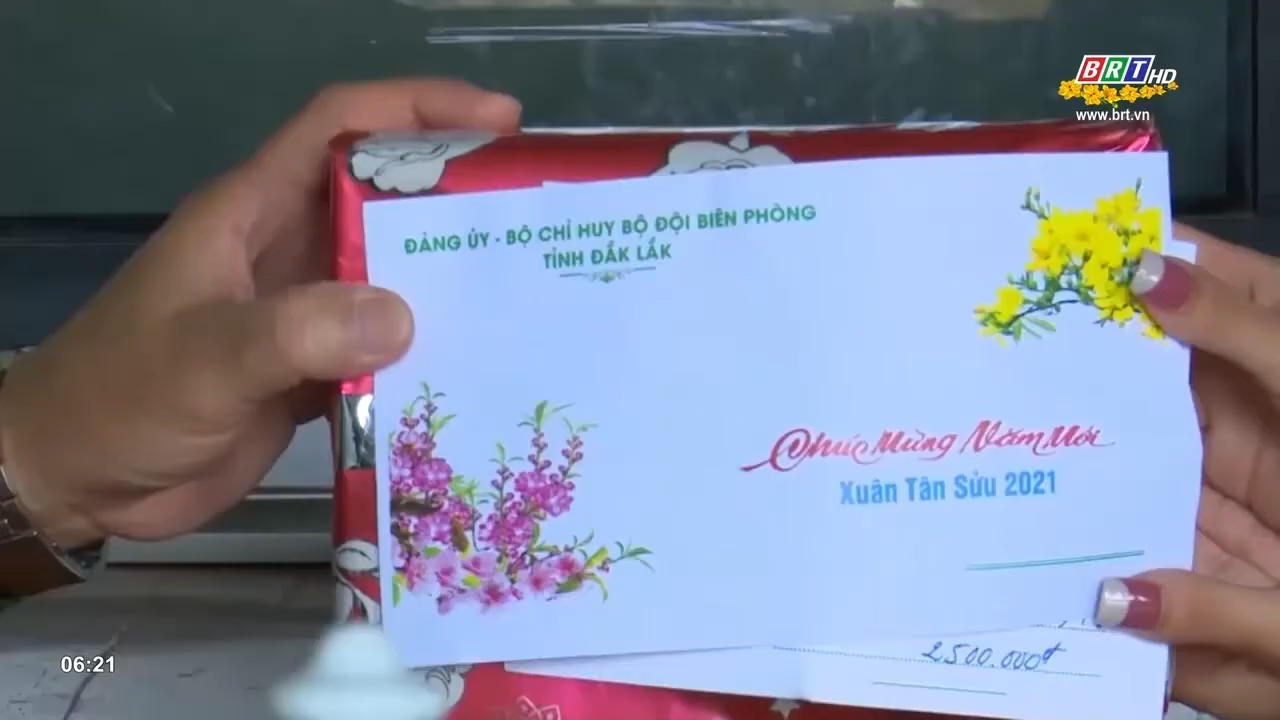 BRT HD
www.brt.vn
ĐẢNG ỦY - BỘ CHỈ HUY BỘ ĐỘI BIÊN PHÒNG
TỈNH ĐẮK LẮK
Chúc Mừng Năm Mới
Xuân Tân Sửu 2021
2.500.000đ
06:21